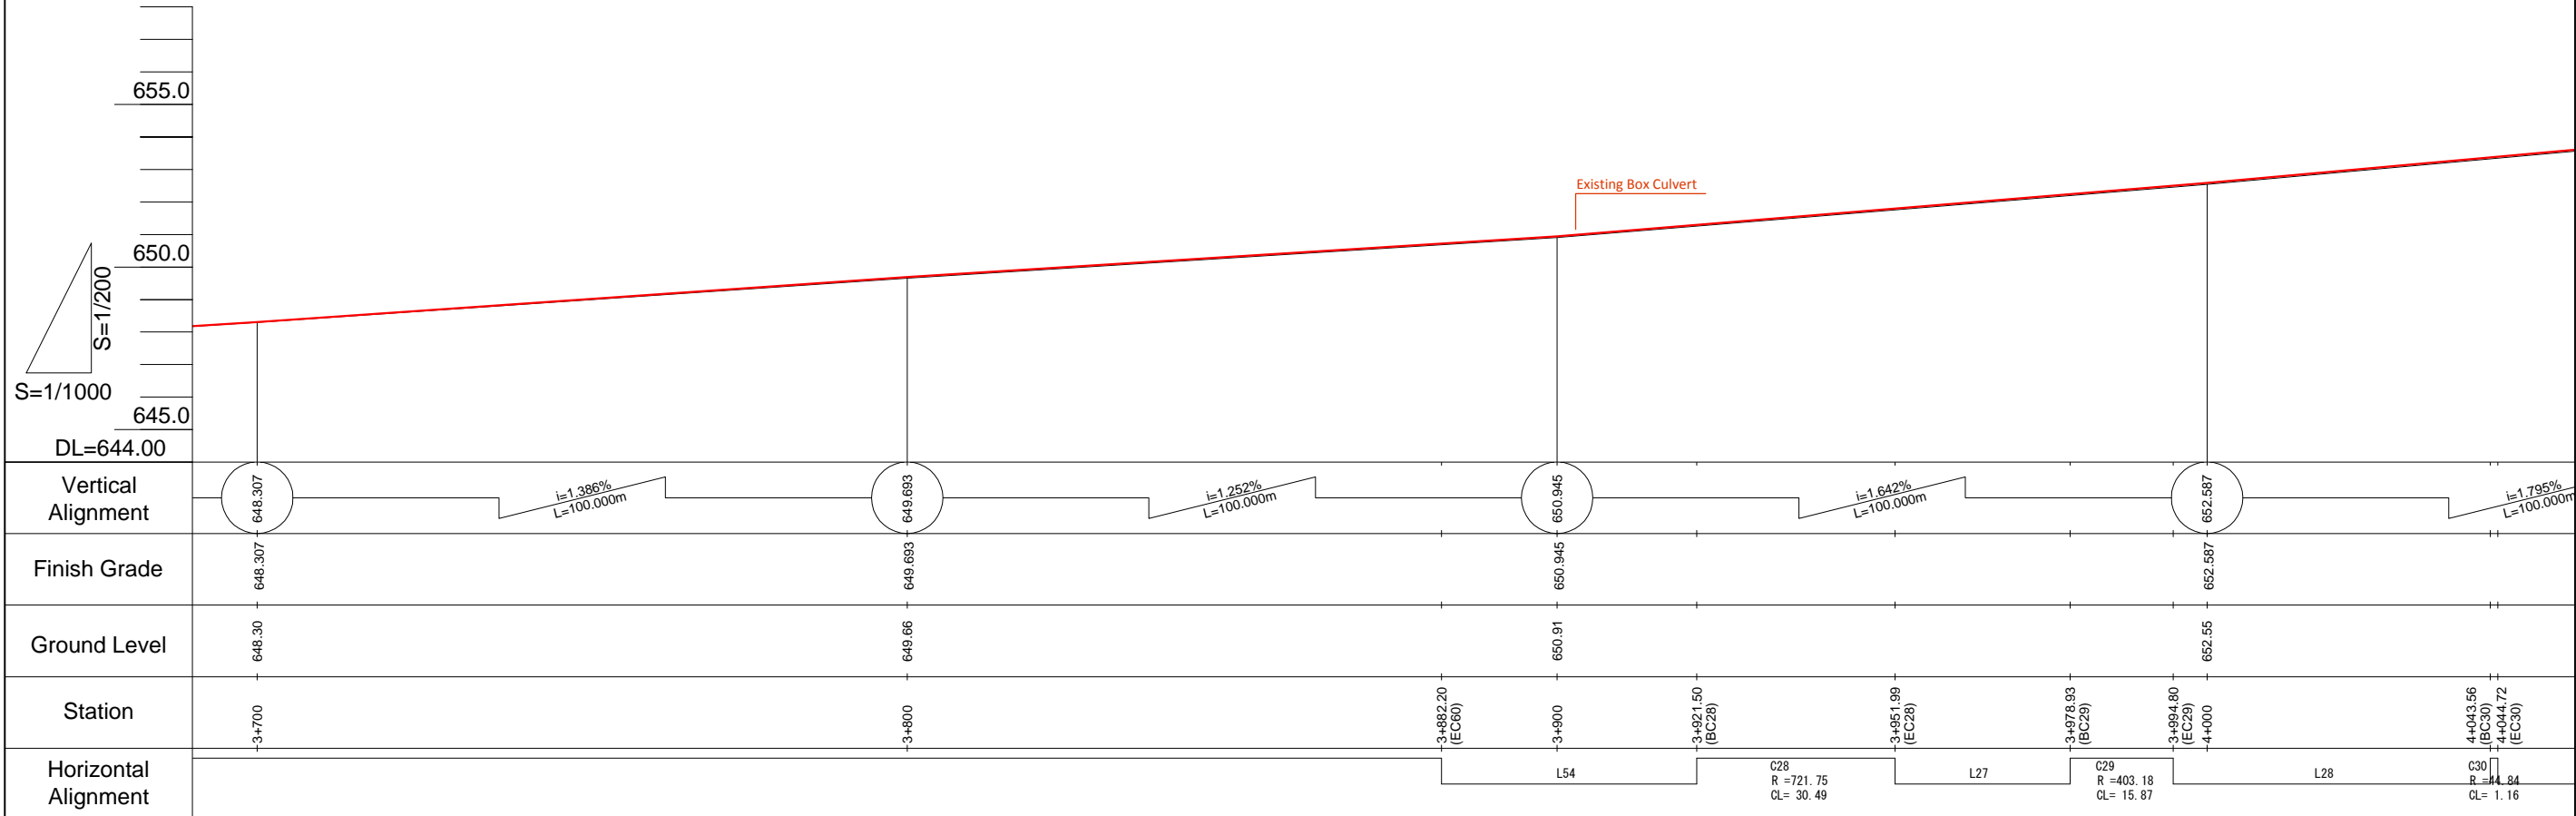 655.0
650.0
645.0
S=1/200
S=1/1000
DL=644.00
Existing Box Culvert
Vertical
Alignment
648.307
i=1.386%
L=100.000m
649.693
i=1.252%
L=100.000m
650.945
i=1.642%
L=100.000m
652.587
i=1.795%
L=100.000m
Finish Grade
648.307
649.693
650.945
652.587
Ground Level
648.30
649.66
650.91
652.55
Station
3+700
3+800
3+882.20
(EC60)
3+900
3+921.50
(BC28)
3+951.99
(EC28)
3+978.93
(BC29)
3+994.80
(EC29)
4+000
4+043.56
(BC30)
4+044.72
(EC30)
Horizontal
Alignment
L54
C28
R =721.75
CL= 30.49
L27
C29
R =403.18
CL= 15.87
L28
C30
R =44.84
CL= 1.16